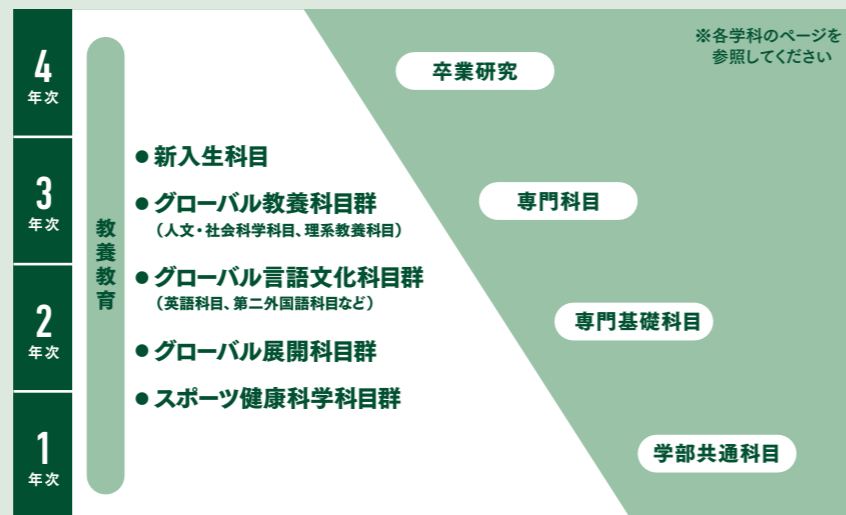 4
年次
3
年次
2
年次
1
年次
教養教育
●新入生科目
●グローバル教養科目群
（人文・社会科学科目、理系教養科目）
●グローバル言語文化科目群
（英語科目、第二外国語科目など）
●グローバル展開科目群
●スポーツ健康科学科目群
※各学科のページを
参照してください
卒業研究
専門科目
専門基礎科目
学部共通科目